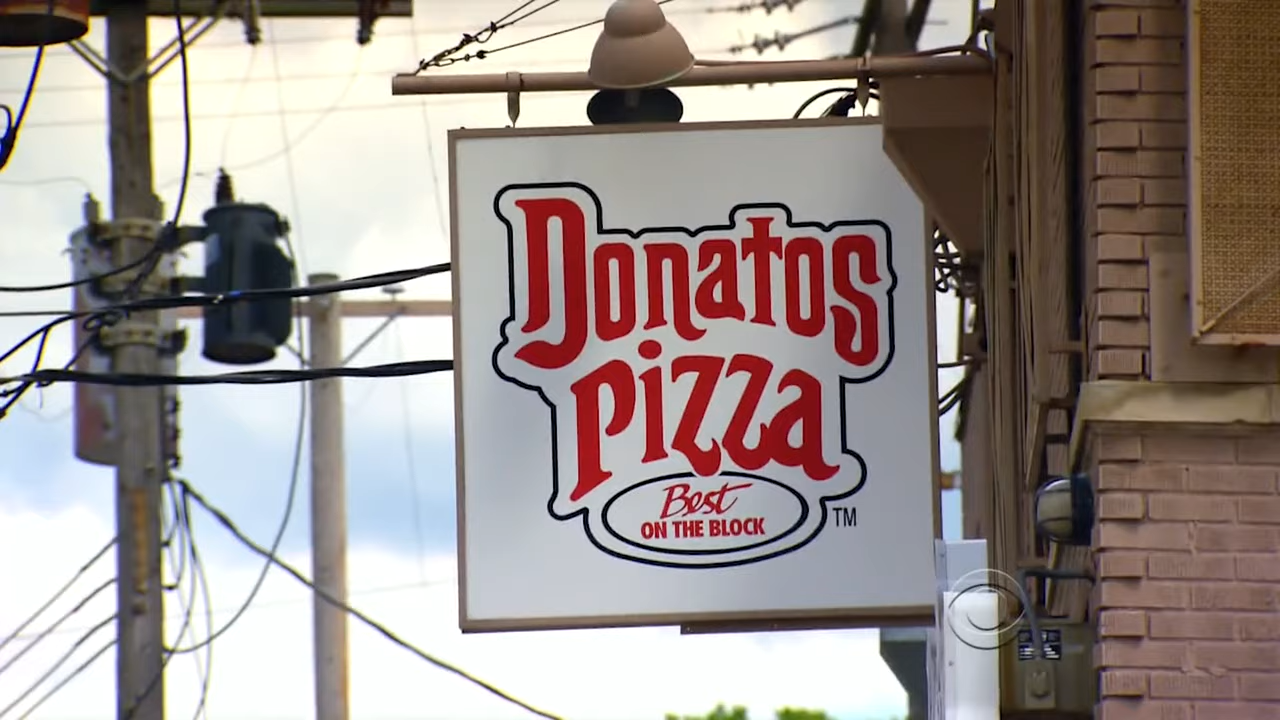 Donatos
pizza
Best
ON THE BLOCK
TM